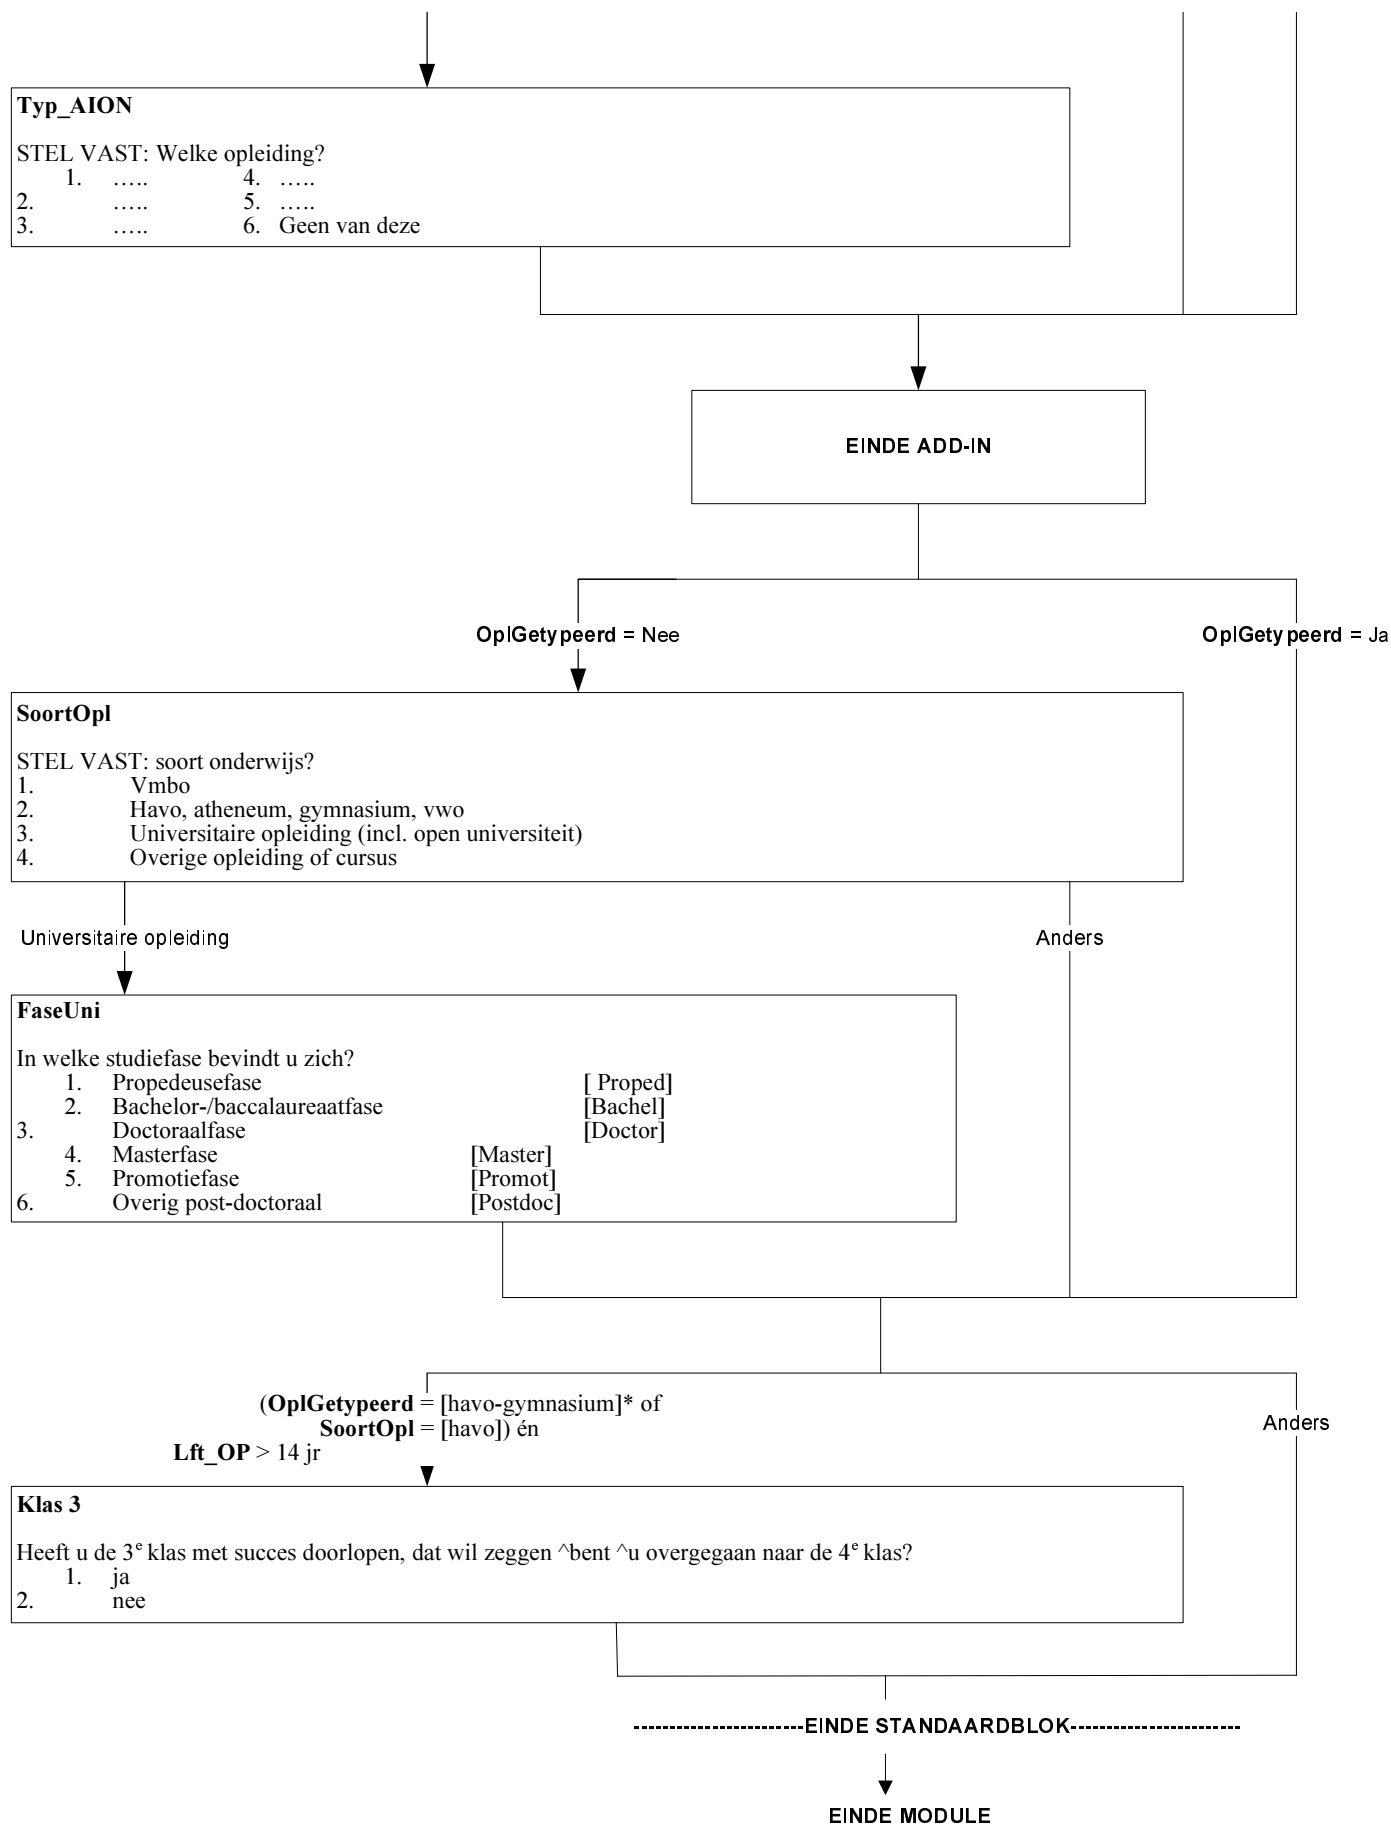 Typ_AION
STEL VAST: Welke opleiding?
1. ….. 4. …..
2. ….. 5. …..
3. ….. 6. Geen van deze
EINDE ADD-IN
OplGetypeerd = Nee
OplGetypeerd = Ja
SoortOpl
STEL VAST: soort onderwijs?
1. Vmbo
2. Havo, atheneum, gymnasium, vwo
3. Universitaire opleiding (incl. open universiteit)
4. Overige opleiding of cursus
Universitaire opleiding
Anders
FaseUni
In welke studiefase bevindt u zich?
1. Propedeusefase [ Proped]
2. Bachelor-/baccalaureaatfase [Bachel]
3. Doctoraalfase [Doctor]
4. Masterfase [Master]
5. Promotiefase [Promot]
6. Overig post-doctoraal [Postdoc]
(OplGetypeerd = [havo-gymnasium]* of
SoortOpl = [havo]) én
Lft_OP > 14 jr
Anders
Klas 3
Heeft u de 3e klas met succes doorlopen, dat wil zeggen ^bent ^u overgegaan naar de 4e klas?
1. ja
2. nee
-----------------------EINDE STANDAARDBLOK-----------------------
EINDE MODULE